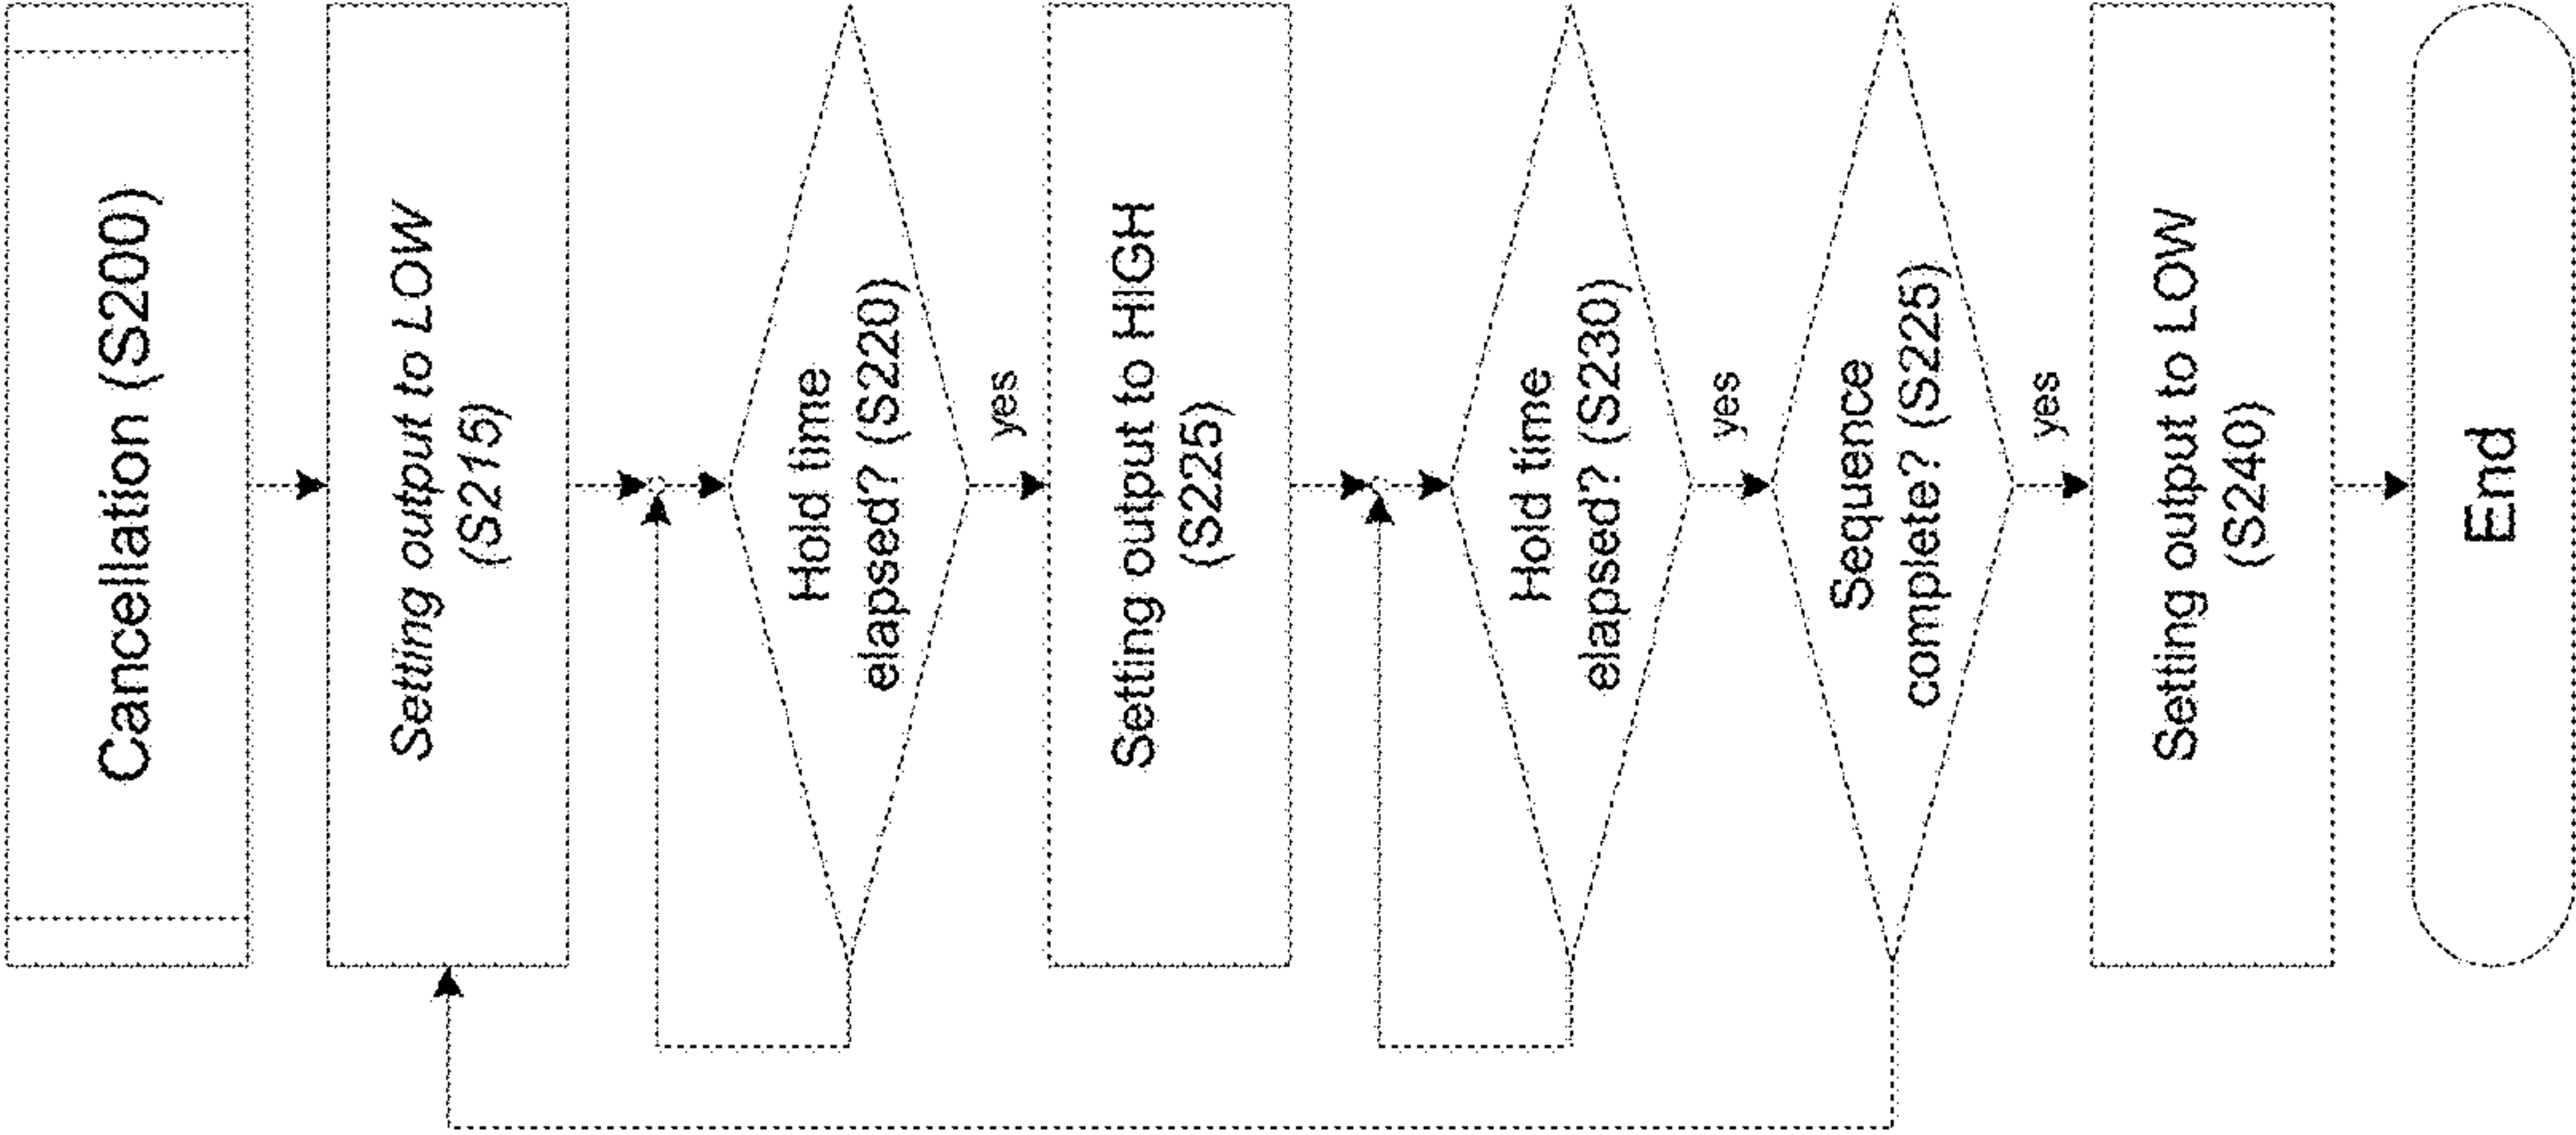 Cancellation (S200)
Setting output to LOW
(S215)
Hold time
elapsed? (S220)
yes
Setting output to HIGH
(S225)
Hold time
elapsed? (S230)
yes
Sequence
complete? (S225)
yes
Setting output to LOW
(S240)
End